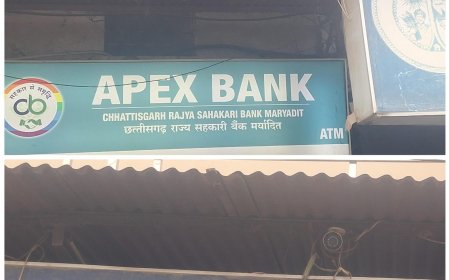 सहकार से समृद्धि
cb
APEX BANK
CHHATTISGARH RAJYA SAHAKARI BANK MARYADIT
छत्तीसगढ़ राज्य सहकारी बैंक मर्यादित
ATM